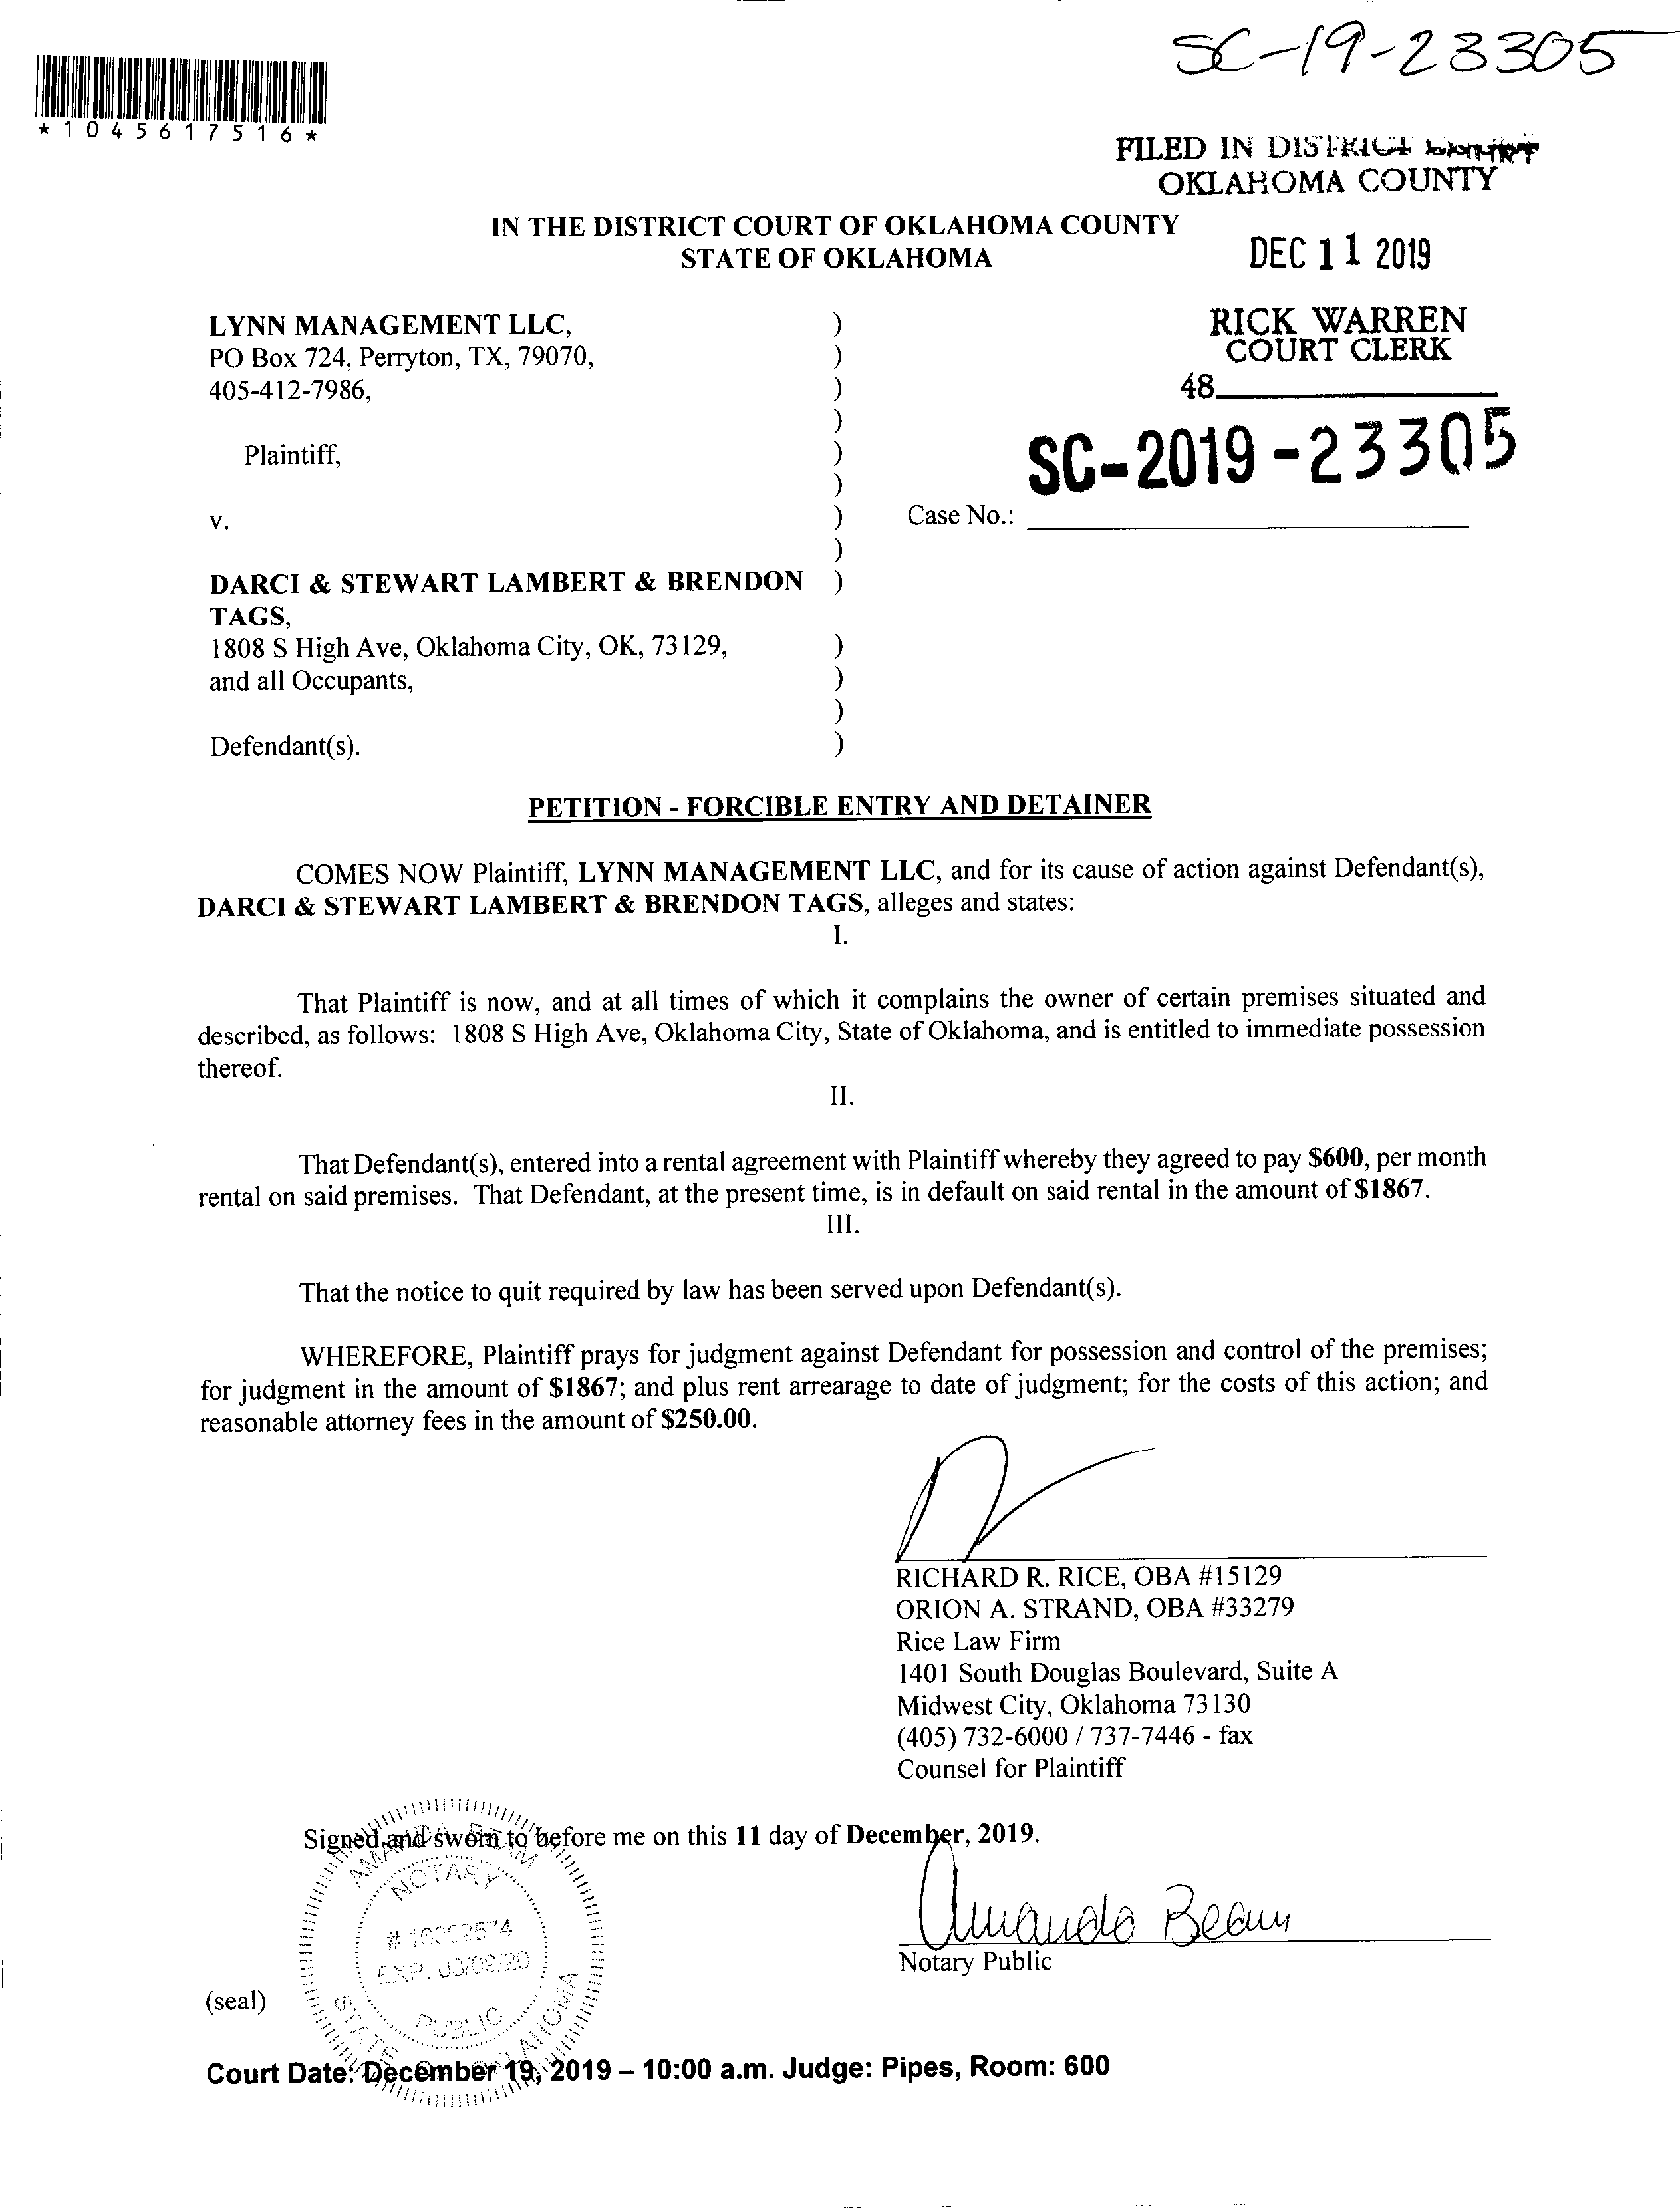 SC-19-23305
*1045617516*
FILED IN DISTRICT COURT
OKLAHOMA COUNTY
IN THE DISTRICT COURT OF OKLAHOMA COUNTY
STATE OF OKLAHOMA
DEC 11 2019
RICK WARREN
COURT CLERK
48
LYNN MANAGEMENT LLC, )
PO Box 724, Perryton, TX, 79070, )
405-412-7986, )
)
Plaintiff, )
)
SC-2019-23305
v. ) Case No.:
)
DARCI & STEWART LAMBERT & BRENDON )
TAGS,
1808 S High Ave, Oklahoma City, OK, 73129, )
and all Occupants, )
)
Defendant(s). )
PETITION - FORCIBLE ENTRY AND DETAINER
COMES NOW Plaintiff, LYNN MANAGEMENT LLC, and for its cause of action against Defendant(s),
DARCI & STEWART LAMBERT & BRENDON TAGS, alleges and states:
I.
That Plaintiff is now, and at all times of which it complains the owner of certain premises situated and
described, as follows: 1808 S High Ave, Oklahoma City, State of Oklahoma, and is entitled to immediate possession
thereof.
II.
That Defendant(s), entered into a rental agreement with Plaintiff whereby they agreed to pay $600, per month
rental on said premises. That Defendant, at the present time, is in default on said rental in the amount of $1867.
III.
That the notice to quit required by law has been served upon Defendant(s).
WHEREFORE, Plaintiff prays for judgment against Defendant for possession and control of the premises;
for judgment in the amount of $1867; and plus rent arrearage to date of judgment; for the costs of this action; and
reasonable attorney fees in the amount of $250.00.
RICHARD R. RICE, OBA #15129
ORION A. STRAND, OBA #33279
Rice Law Firm
1401 South Douglas Boulevard, Suite A
Midwest City, Oklahoma 73130
(405) 732-6000 / 737-7446 - fax
Counsel for Plaintiff
Signed and sworn to before me on this 11 day of December, 2019.
AMANDA BEAM
NOTARY
EXP. 03/09/20
PUBLIC
STATE OF OKLAHOMA
Amanda Beam
Notary Public
(seal)
Court Date: December 19, 2019 – 10:00 a.m. Judge: Pipes, Room: 600